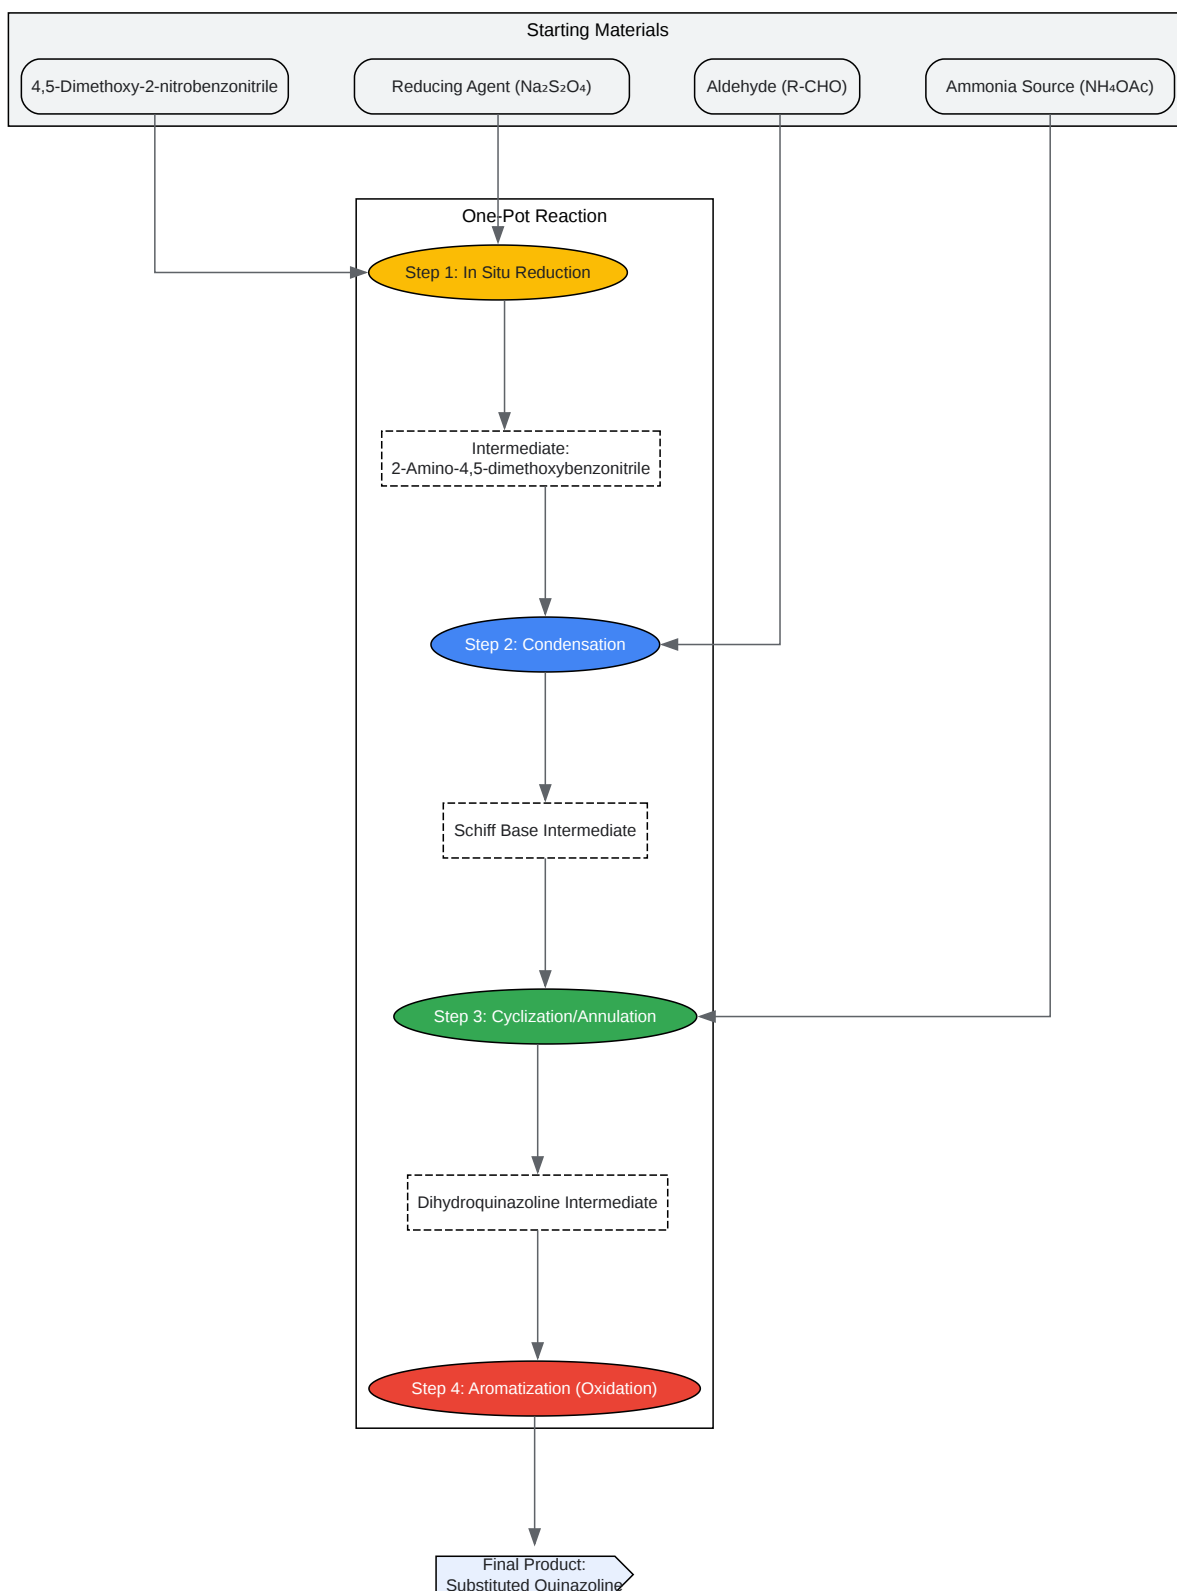 Starting Materials
4,5-Dimethoxy-2-nitrobenzonitrile
Reducing Agent (Na₂S₂O₄)
Aldehyde (R-CHO)
Ammonia Source (NH₄OAc)
One-Pot Reaction
Step 1: In Situ Reduction
Intermediate:
2-Amino-4,5-dimethoxybenzonitrile
Step 2: Condensation
Schiff Base Intermediate
Step 3: Cyclization/Annulation
Dihydroquinazoline Intermediate
Step 4: Aromatization (Oxidation)
Final Product:
Substituted Quinazoline